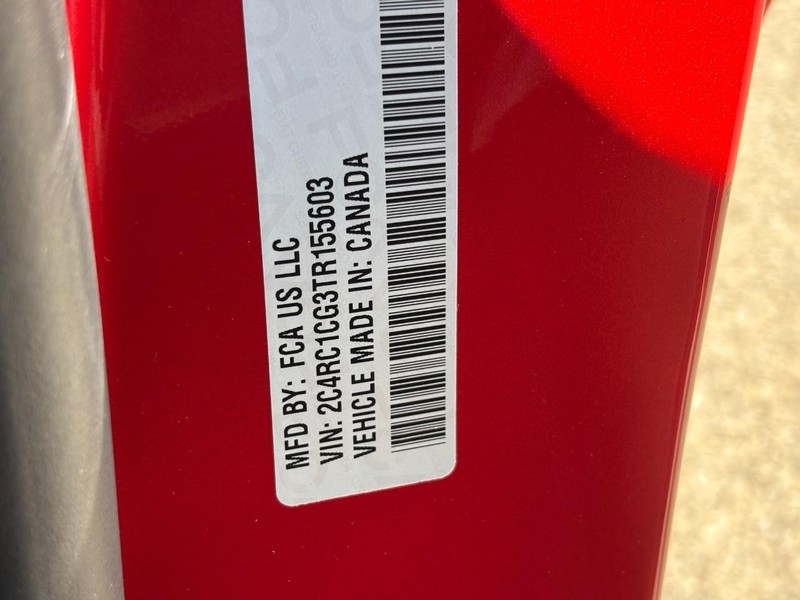 MFD BY: FCA US LLC
VIN: 2C4RC1CG3TR155603
VEHICLE MADE IN: CANADA